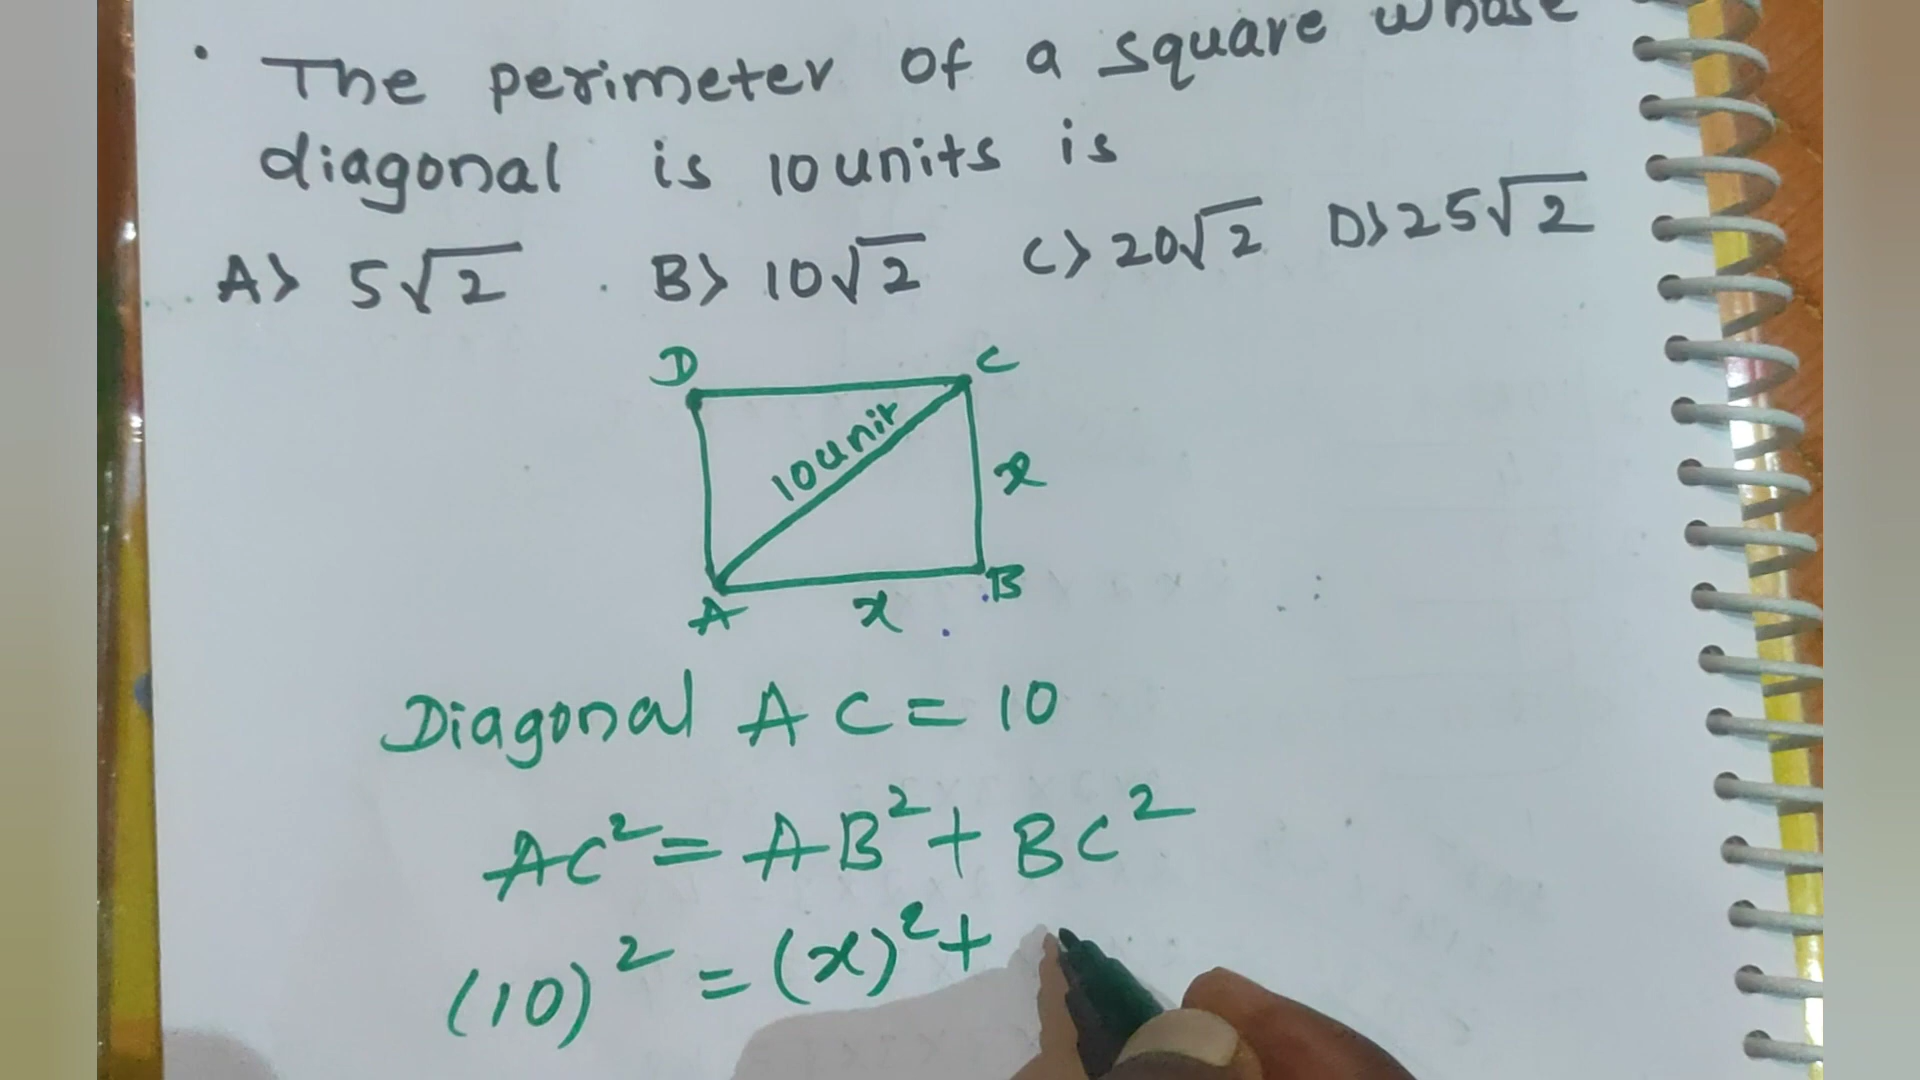 The perimeter of a square whose
diagonal is 10 units is
A) 5√2 B) 10√2 C) 20√2 D) 25√2
D C
10 unit
x
A x B
Diagonal AC = 10
AC² = AB² + BC²
(10)² = (x)² +